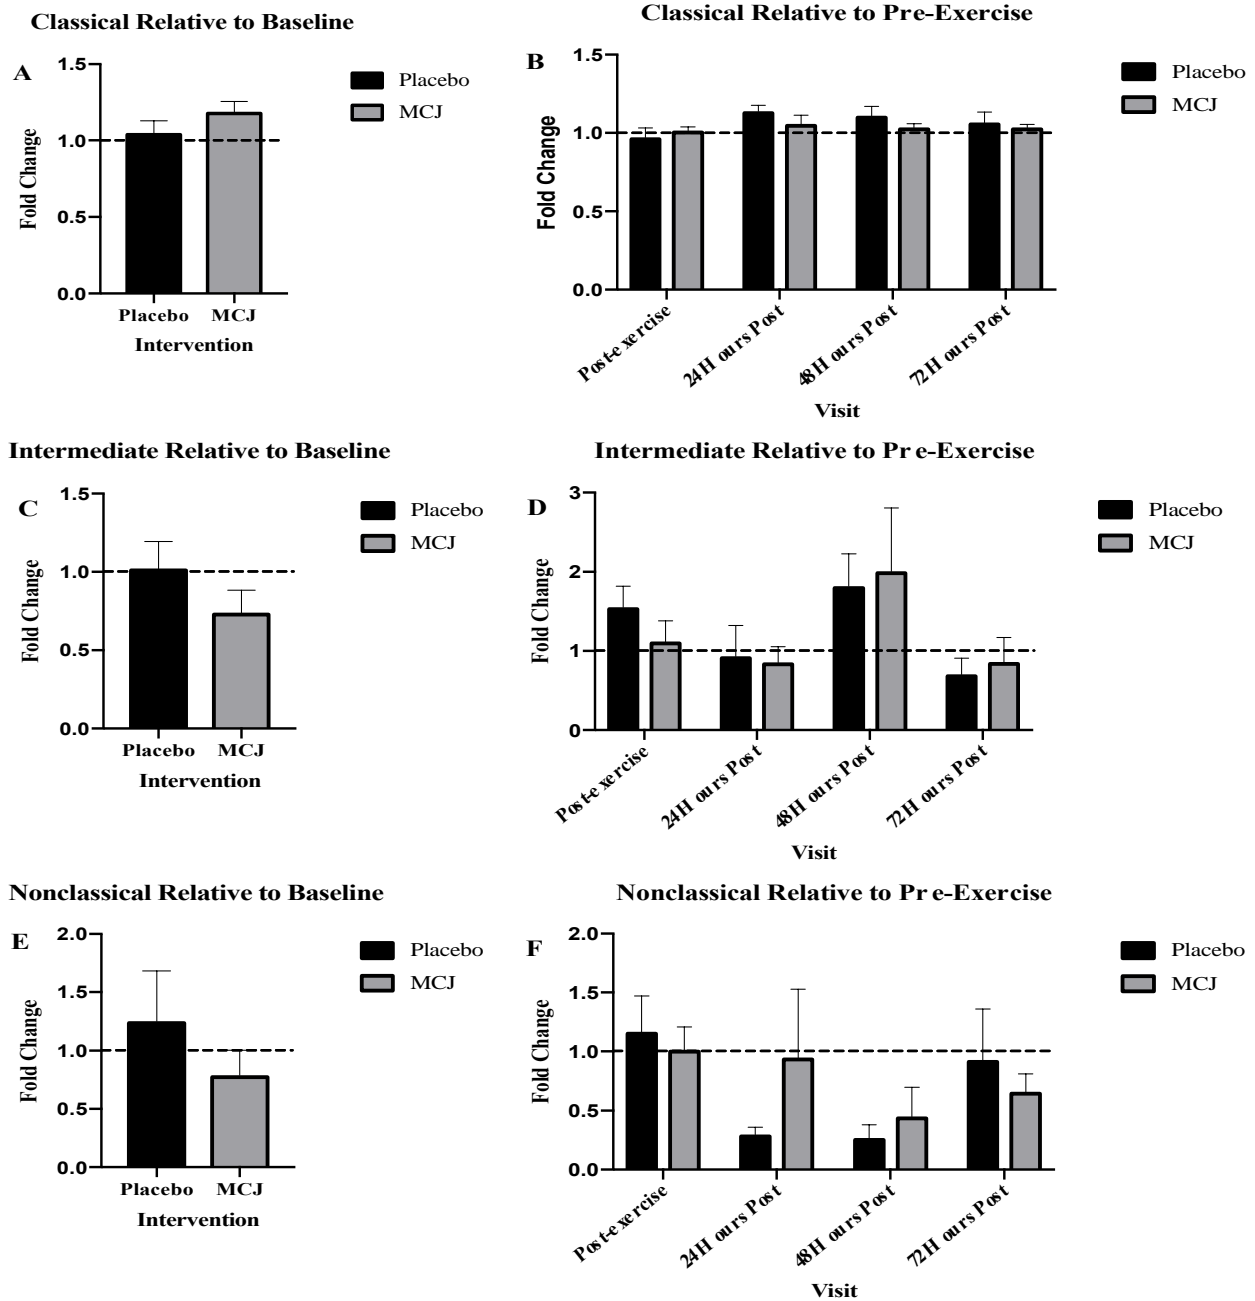 Classical Relative to Baseline
A
1.5
1.0
0.5
0.0
Fold Change
Placebo
MCJ
Placebo MCJ
Intervention
Classical Relative to Pre-Exercise
B
1.5
1.0
0.5
0.0
Fold Change
Placebo
MCJ
Post-exercise
24Hours Post
48Hours Post
72Hours Post
Visit
Intermediate Relative to Baseline
C
1.5
1.0
0.5
0.0
Fold Change
Placebo
MCJ
Placebo MCJ
Intervention
Intermediate Relative to Pre-Exercise
D
3
2
1
0
Fold Change
Placebo
MCJ
Post-exercise
24Hours Post
48Hours Post
72Hours Post
Visit
Nonclassical Relative to Baseline
E
2.0
1.5
1.0
0.5
0.0
Fold Change
Placebo
MCJ
Placebo MCJ
Intervention
Nonclassical Relative to Pre-Exercise
F
2.0
1.5
1.0
0.5
0.0
Fold Change
Placebo
MCJ
Post-exercise
24Hours Post
48Hours Post
72Hours Post
Visit